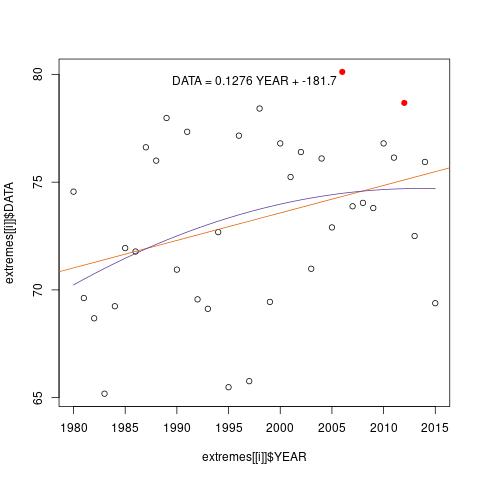 DATA = 0.1276 YEAR + -181.7
80
75
70
65
extremes[[i]]$DATA
1980 1985 1990 1995 2000 2005 2010 2015
extremes[[i]]$YEAR